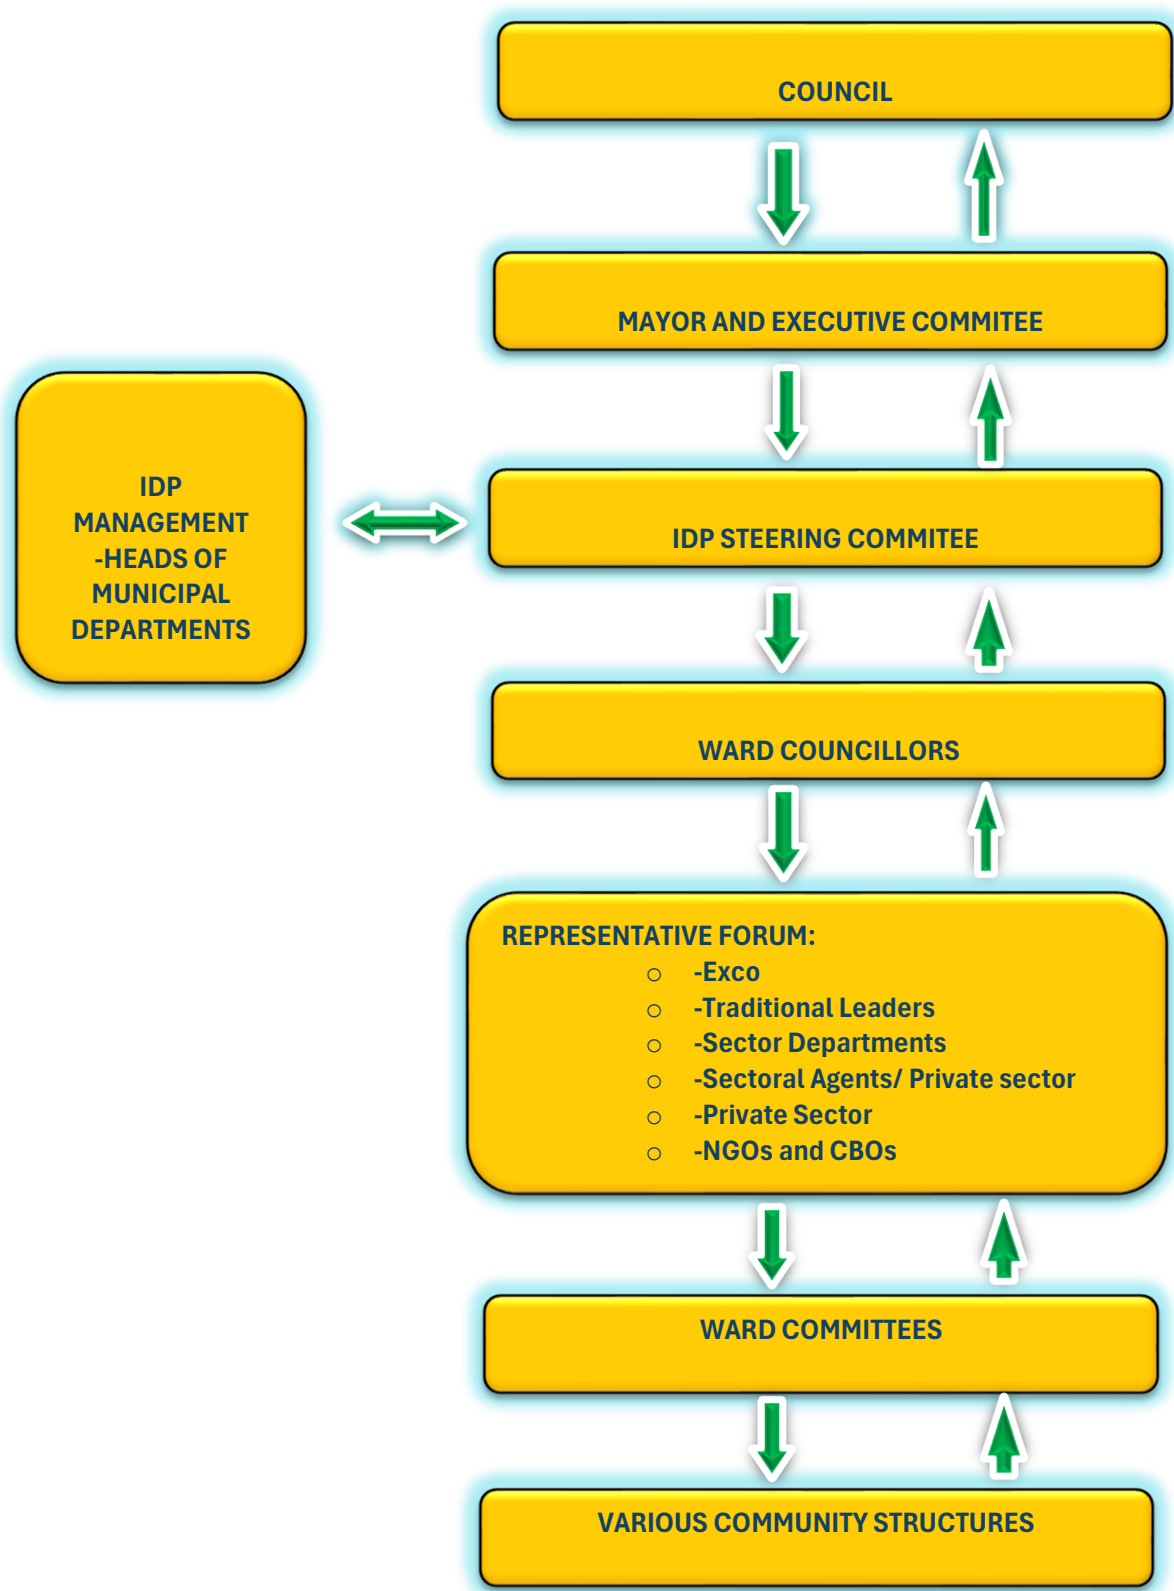 COUNCIL
MAYOR AND EXECUTIVE COMMITEE
IDP
MANAGEMENT
-HEADS OF
MUNICIPAL
DEPARTMENTS
IDP STEERING COMMITEE
WARD COUNCILLORS
REPRESENTATIVE FORUM:
o -Exco
o -Traditional Leaders
o -Sector Departments
o -Sectoral Agents/ Private sector
o -Private Sector
o -NGOs and CBOs
WARD COMMITTEES
VARIOUS COMMUNITY STRUCTURES